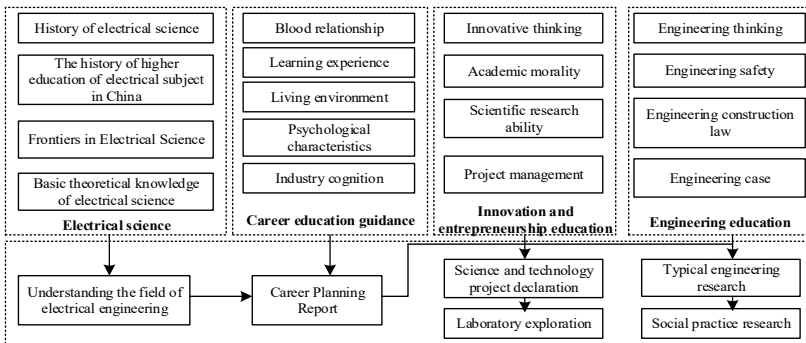 History of electrical science
The history of higher
education of electrical subject
in China
Frontiers in Electrical Science
Basic theoretical knowledge
of electrical science
Electrical science
Blood relationship
Learning experience
Living environment
Psychological
characteristics
Industry cognition
Career education guidance
Innovative thinking
Academic morality
Scientific research
ability
Project management
Innovation and
entrepreneurship education
Engineering thinking
Engineering safety
Engineering construction
law
Engineering case
Engineering education
Understanding the field of
electrical engineering
Career Planning
Report
Science and technology
project declaration
Laboratory exploration
Typical engineering
research
Social practice research